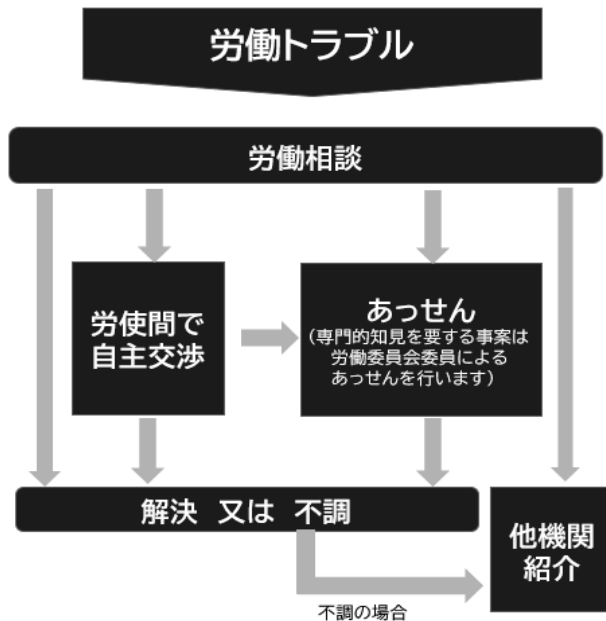 労働トラブル
労働相談
労使間で
自主交渉
あっせん
（専門的知見を要する事案は
労働委員会委員による
あっせんを行います）
解決 又は 不調
他機関
紹介
不調の場合